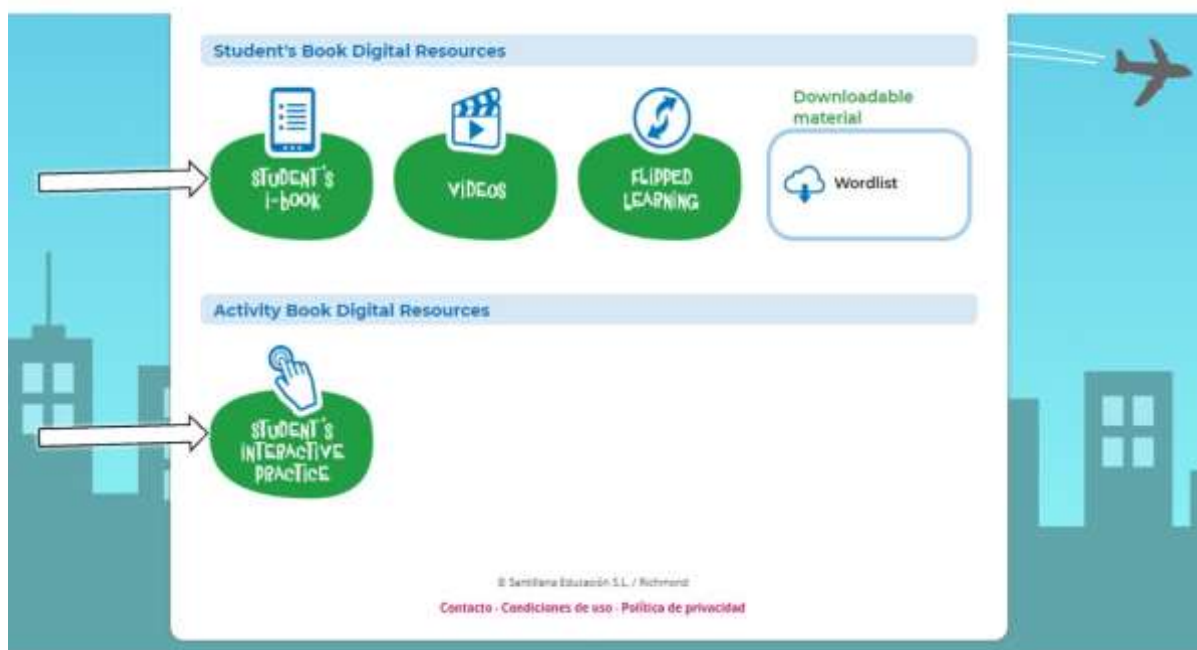 Student's Book Digital Resources
STUDENT'S
i-BOOK
VIDEOS
FLIPPED
LEARNING
Downloadable
material
Wordlist
Activity Book Digital Resources
STUDENT'S
INTERACTIVE
PRACTICE
© Santillana Educación S.L. / Richmond
Contacto - Condiciones de uso - Política de privacidad